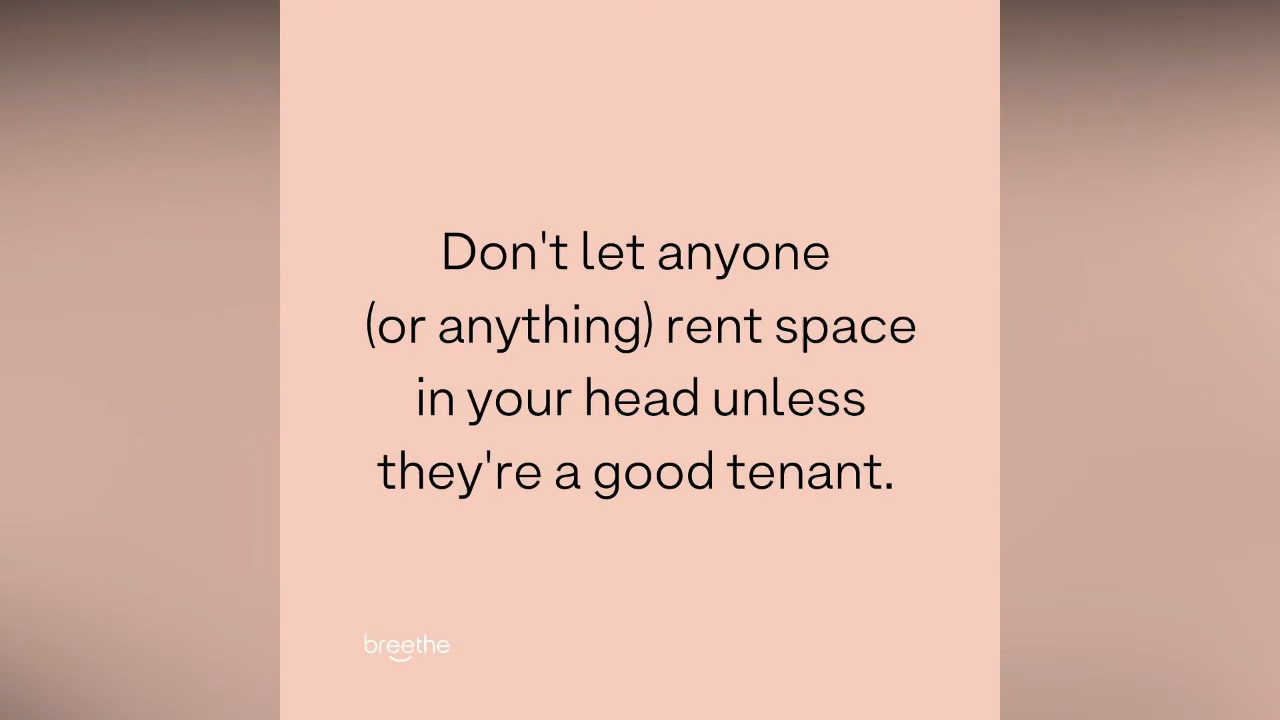 Don't let anyone
(or anything) rent space
in your head unless
they're a good tenant.
breethe